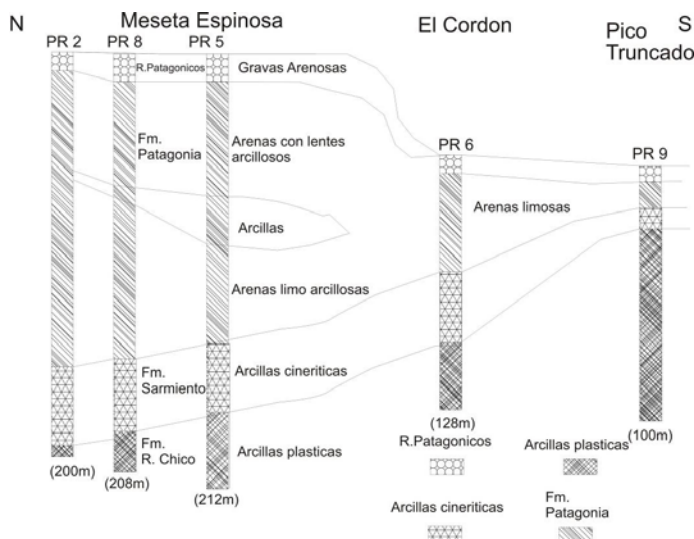 N
Meseta Espinosa
El Cordon
S
Pico
Truncado
PR 2
PR 8
PR 5
R.Patagonicos
Gravas Arenosas
PR 6
PR 9
Fm.
Patagonia
Arenas con lentes
arcillosos
Arenas limosas
Arcillas
Arenas limo arcillosas
Fm.
Sarmiento
Arcillas cineriticas
Fm.
R. Chico
Arcillas plasticas
(200m)
(208m)
(212m)
(128m)
(100m)
R.Patagonicos
Arcillas plasticas
Arcillas cineriticas
Fm.
Patagonia